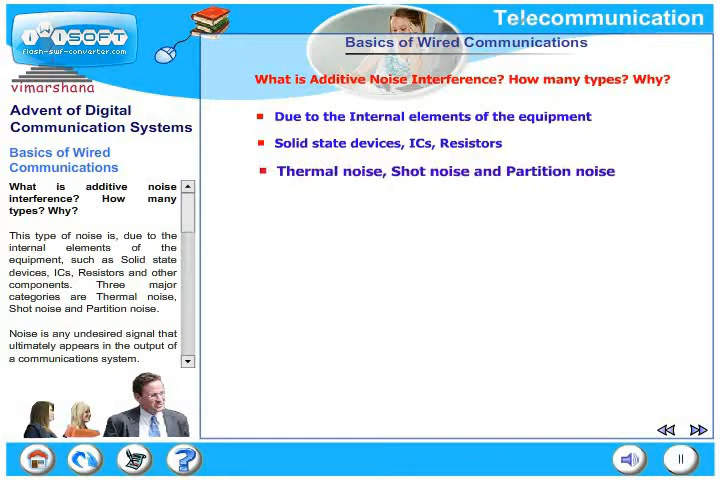 Telecommunication
iWiSOFT
flash-swf-converter.com
vimarshana
Advent of Digital
Communication Systems
Basics of Wired
Communications
What is additive noise
interference? How many
types? Why?
This type of noise is, due to the
internal elements of the
equipment, such as Solid state
devices, ICs, Resistors and other
components. Three major
categories are Thermal noise,
Shot noise and Partition noise.
Noise is any undesired signal that
ultimately appears in the output of
a communications system.
Basics of Wired Communications
What is Additive Noise Interference? How many types? Why?
Due to the Internal elements of the equipment
Solid state devices, ICs, Resistors
Thermal noise, Shot noise and Partition noise